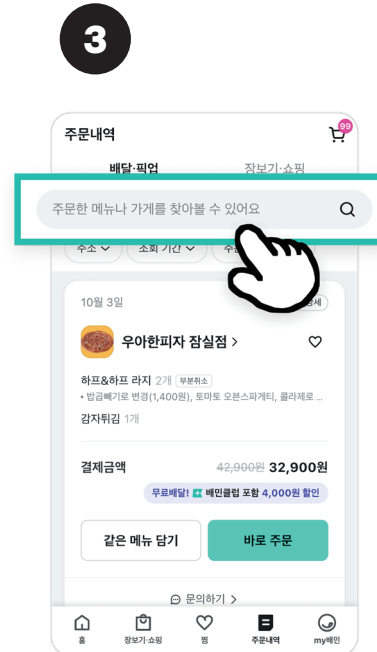 3
주문내역
99
배달·픽업 장보기·쇼핑
주문한 메뉴나 가게를 찾아볼 수 있어요
주소 조회 기간
10월 3일
우아한피자 잠실점 >
하프&하프 라지 2개 부분취소
• 밥곱빼기로 변경(1,400원), 토마토 오븐스파게티, 콜라제로 ...
감자튀김 1개
결제금액 42,900원 32,900원
무료배달! 배민클럽 포함 4,000원 할인
같은 메뉴 담기 바로 주문
문의하기 >
홈 장보기·쇼핑 찜 주문내역 my배민